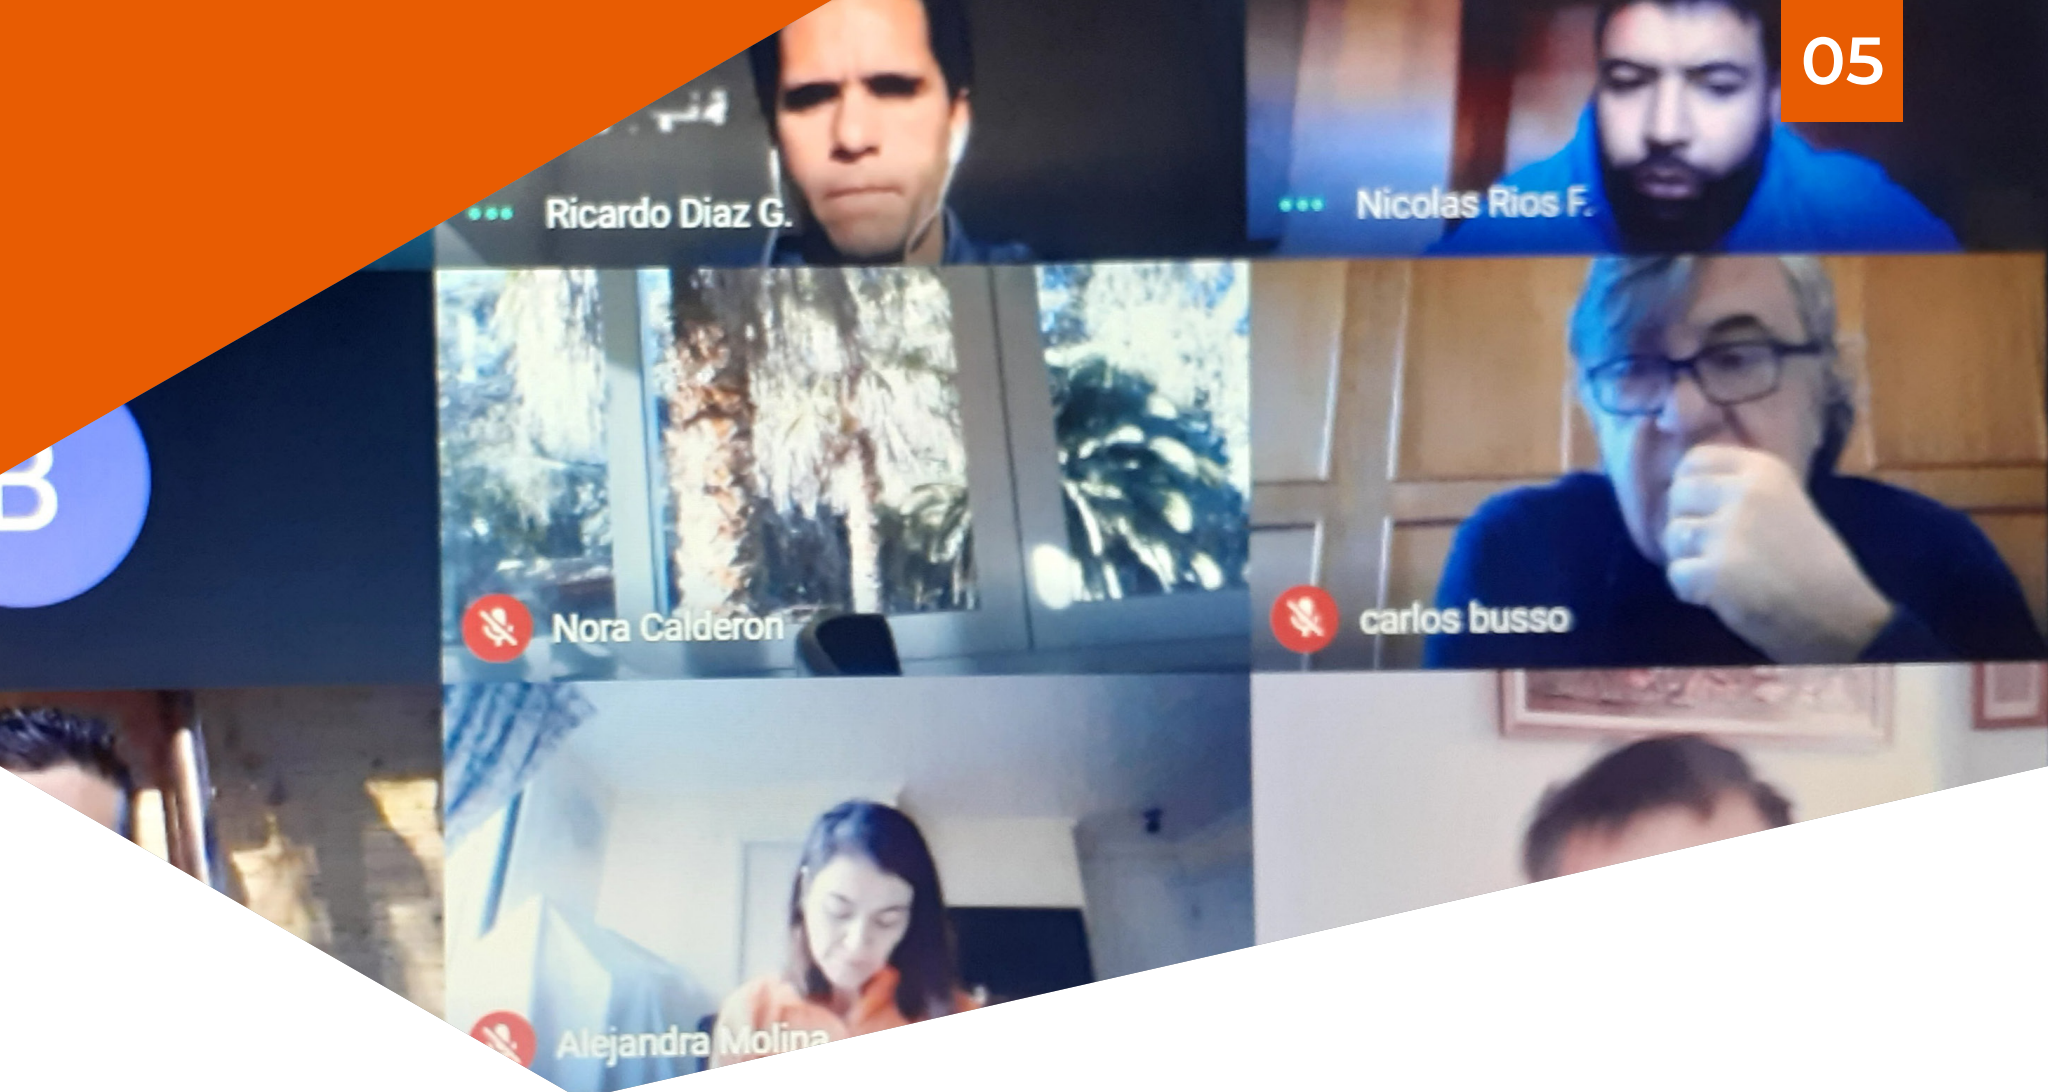 05
Ricardo Diaz G.
Nicolas Rios F.
B
Nora Calderon
carlos busso
Alejandra Molina